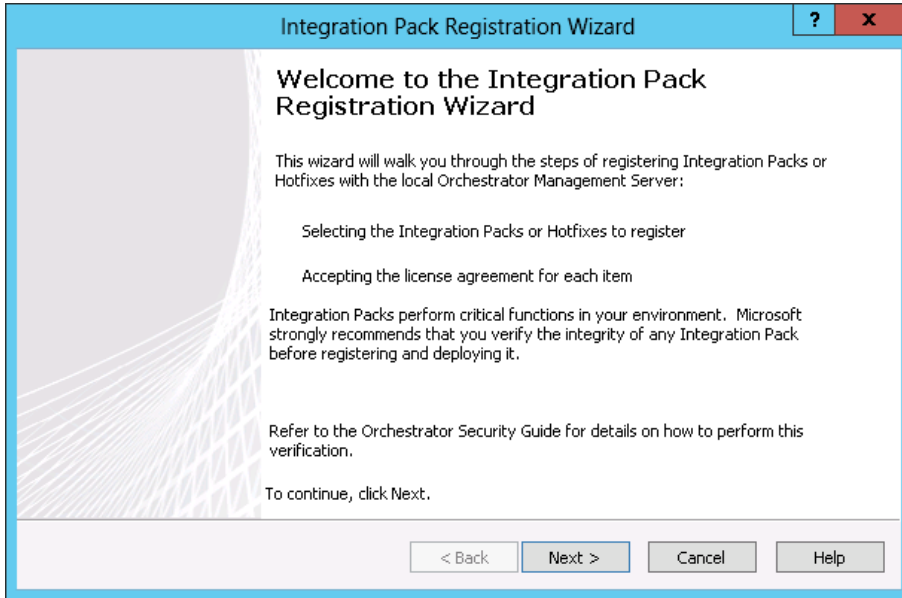 Integration Pack Registration Wizard
?
x
Welcome to the Integration Pack
Registration Wizard
This wizard will walk you through the steps of registering Integration Packs or
Hotfixes with the local Orchestrator Management Server:
Selecting the Integration Packs or Hotfixes to register
Accepting the license agreement for each item
Integration Packs perform critical functions in your environment.  Microsoft
strongly recommends that you verify the integrity of any Integration Pack
before registering and deploying it.
Refer to the Orchestrator Security Guide for details on how to perform this
verification.
To continue, click Next.
< Back
Next >
Cancel
Help